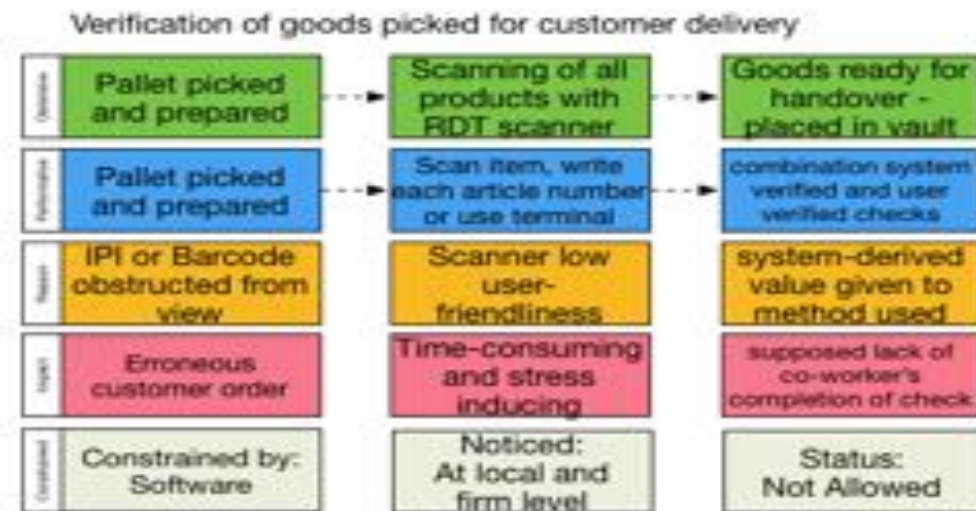 Verification of goods picked for customer delivery
Pallet picked
and prepared
Scanning of all
products with
RDT scanner
Goods ready for
handover -
placed in vault
Pallet picked
and prepared
Scan item, write
each article number
or use terminal
combination system
verified and user
verified checks
IPI or Barcode
obstructed from
view
Scanner low
user-
friendliness
system-derived
value given to
method used
Reason
Impact
Erroneous
customer order
Time-consuming
and stress
inducing
supposed lack of
co-worker's
completion of check
Constrained by:
Software
Noticed:
At local and
firm level
Status:
Not Allowed